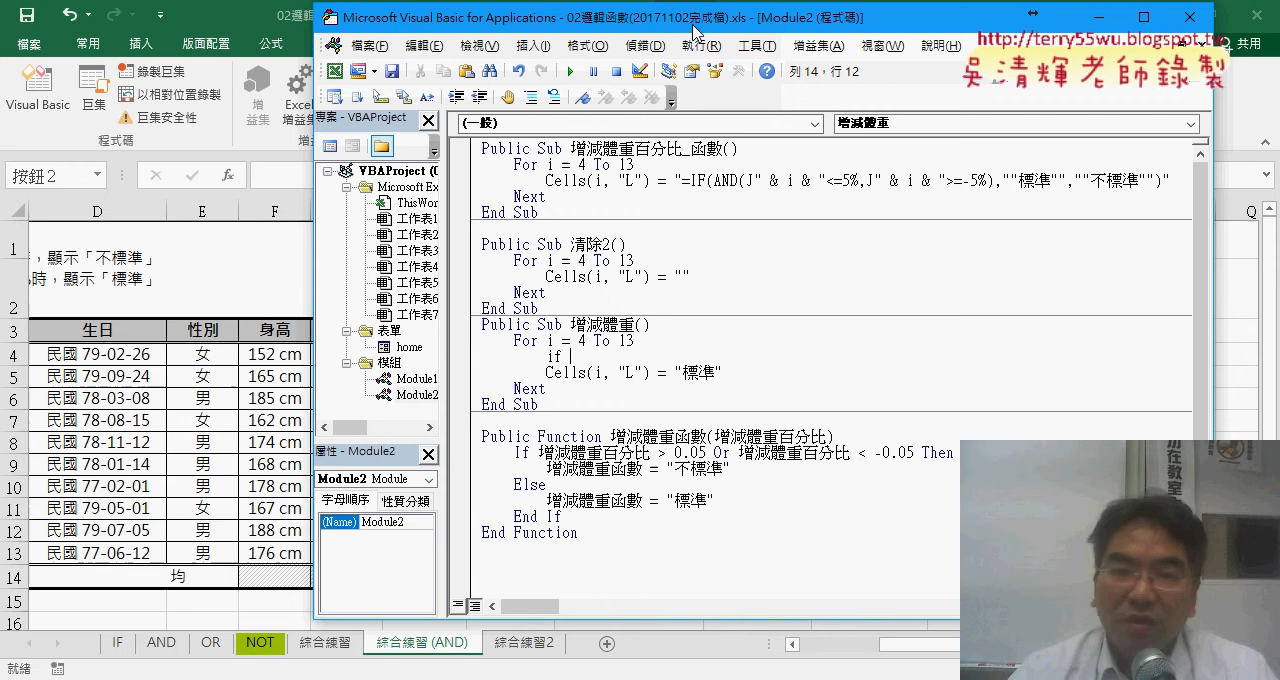 02邏輯
Microsoft Visual Basic for Applications - 02邏輯函數(20171102完成檔).xls - [Module2 (程式碼)]
檔案 常用 插入 版面配置 公式
共用
檔案(F) 編輯(E) 檢視(V) 插入(I) 格式(O) 偵錯(D) 執行(R) 工具(T) 增益集(A) 視窗(W) 說明(H)
http://terry55wu.blogspot.tw
吳清輝老師錄製
列 14，行 12
Visual Basic
巨集
錄製巨集
以相對位置錄製
巨集安全性
程式碼
增
益集
Excel
增益集
專案 - VBAProject
(一般)
增減體重
按鈕 2
fx
VBAProject (0
Microsoft Ex
ThisWor
工作表1
工作表2
工作表3
工作表4
工作表5
工作表6
工作表7
表單
home
模組
Module1
Module2
屬性 - Module2
Module2 Module
字母順序 性質分類
(Name) Module2
Public Sub 增減體重百分比_函數()
For i = 4 To 13
Cells(i, "L") = "=IF(AND(J" & i & "<=5%,J" & i & ">=-5%),""標準"",""不標準"")"
Next
End Sub
Public Sub 清除2()
For i = 4 To 13
Cells(i, "L") = ""
Next
End Sub
Public Sub 增減體重()
For i = 4 To 13
if
Cells(i, "L") = "標準"
Next
End Sub
Public Function 增減體重函數(增減體重百分比)
If 增減體重百分比 > 0.05 Or 增減體重百分比 < -0.05 Then
增減體重函數 = "不標準"
Else
增減體重函數 = "標準"
End If
End Function
D E F Q
1
，顯示「不標準」
時，顯示「標準」
2
3 生日 性別 身高
4 民國 79-02-26 女 152 cm
5 民國 79-09-24 女 165 cm
6 民國 78-03-08 男 185 cm
7 民國 78-08-15 女 162 cm
8 民國 78-11-12 男 174 cm
9 民國 78-01-14 男 168 cm
10 民國 77-02-01 男 178 cm
11 民國 79-05-01 女 167 cm
12 民國 79-07-05 男 188 cm
13 民國 77-06-12 男 176 cm
14 均
15
16
IF AND OR NOT 綜合練習 綜合練習 (AND) 綜合練習2
就緒